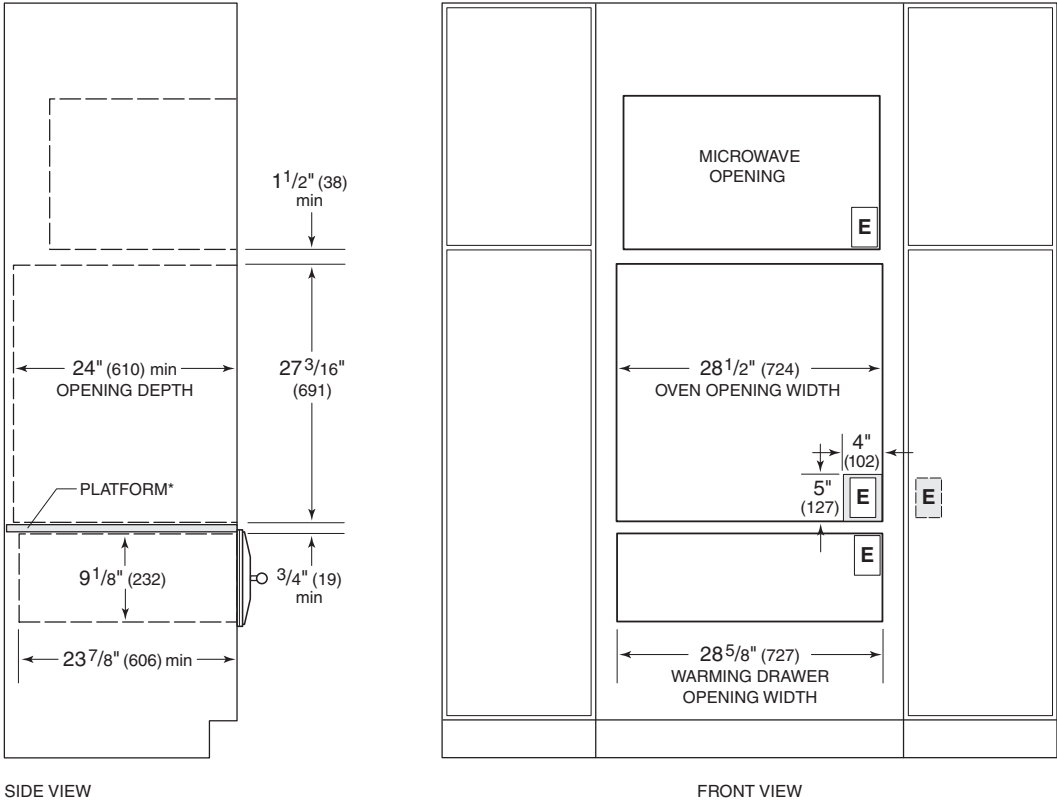 1 1/2" (38)
min
24" (610) min
OPENING DEPTH
27 3/16"
(691)
PLATFORM*
9 1/8" (232)
3/4" (19)
min
23 7/8" (606) min
SIDE VIEW
MICROWAVE
OPENING
E
28 1/2" (724)
OVEN OPENING WIDTH
4"
(102)
5"
(127)
E
E
E
28 5/8" (727)
WARMING DRAWER
OPENING WIDTH
FRONT VIEW